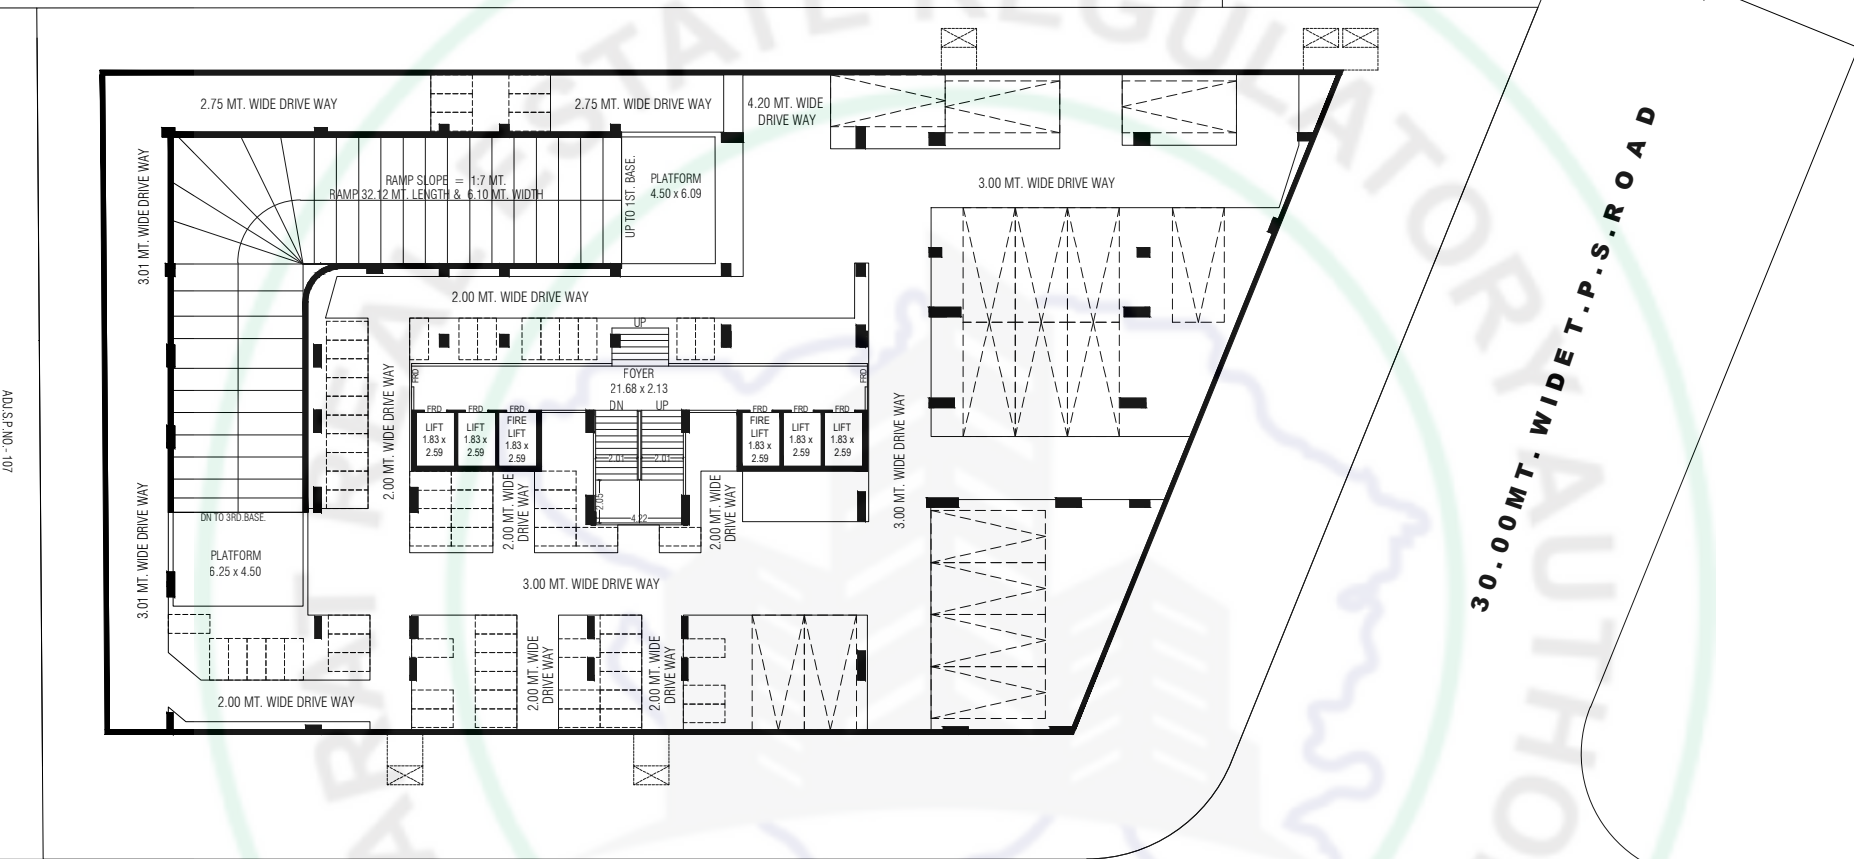 2.75 MT. WIDE DRIVE WAY
2.75 MT. WIDE DRIVE WAY
4.20 MT. WIDE
DRIVE WAY
3.01 MT. WIDE DRIVE WAY
RAMP SLOPE = 1:7 MT.
RAMP 32.12 MT. LENGTH & 6.10 MT. WIDTH
UP TO 1ST. BASE.
PLATFORM
4.50 x 6.09
3.00 MT. WIDE DRIVE WAY
2.00 MT. WIDE DRIVE WAY
UP
FOYER
21.68 x 2.13
FRD
FRD
DN
UP
FRD
FRD
FRD
FRD
FRD
FRD
LIFT
1.83 x
2.59
LIFT
1.83 x
2.59
FIRE
LIFT
1.83 x
2.59
FIRE
LIFT
1.83 x
2.59
LIFT
1.83 x
2.59
LIFT
1.83 x
2.59
2.01
2.01
2.05
4.22
2.00 MT. WIDE DRIVE WAY
2.00 MT. WIDE
DRIVE WAY
2.00 MT. WIDE
DRIVE WAY
3.00 MT. WIDE DRIVE WAY
DN TO 3RD.BASE.
PLATFORM
6.25 x 4.50
3.01 MT. WIDE DRIVE WAY
3.00 MT. WIDE DRIVE WAY
2.00 MT. WIDE
DRIVE WAY
2.00 MT. WIDE
DRIVE WAY
2.00 MT. WIDE DRIVE WAY
ADJ.S.P.NO.- 107
30.00MT. WIDE T.P.S.ROAD
RAT REAL ESTATE REGULATORY AUTHO